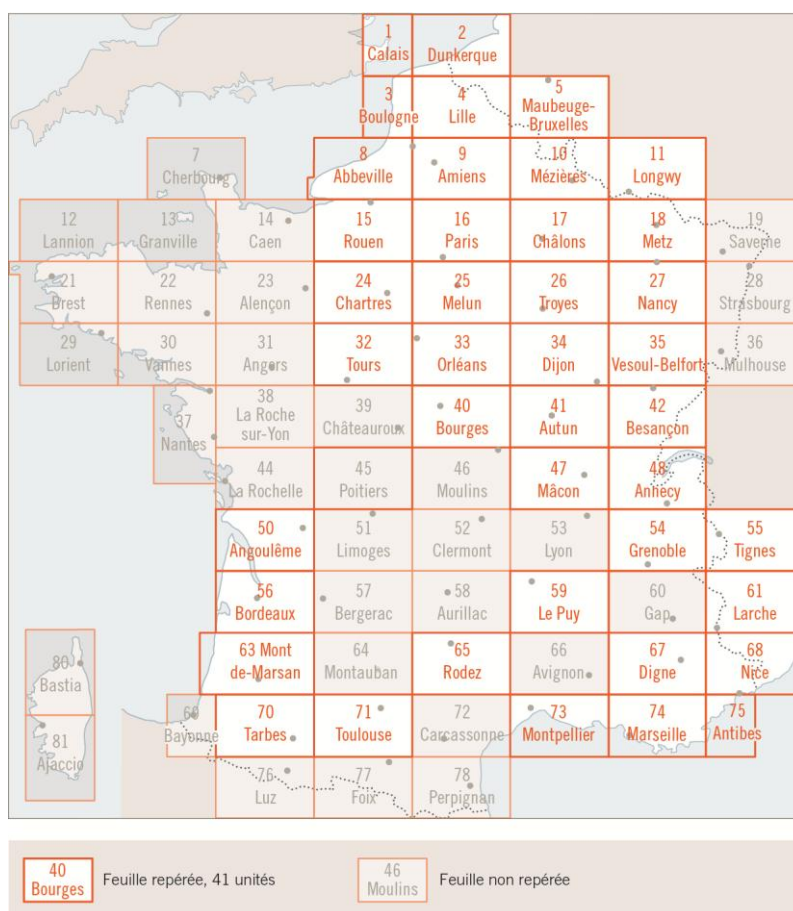 1
Calais
2
Dunkerque
3
Boulogne
4
Lille
5
Maubeuge-
Bruxelles
7
Cherbourg
8
Abbeville
9
Amiens
10
Mézières
11
Longwy
12
Lannion
13
Granville
14
Caen
15
Rouen
16
Paris
17
Châlons
18
Metz
19
Saverne
21
Brest
22
Rennes
23
Alençon
24
Chartres
25
Melun
26
Troyes
27
Nancy
28
Strasbourg
29
Lorient
30
Vannes
31
Angers
32
Tours
33
Orléans
34
Dijon
35
Vesoul-Belfort
36
Mulhouse
37
Nantes
38
La Roche
sur-Yon
39
Châteauroux
40
Bourges
41
Autun
42
Besançon
44
La Rochelle
45
Poitiers
46
Moulins
47
Mâcon
48
Annecy
50
Angoulême
51
Limoges
52
Clermont
53
Lyon
54
Grenoble
55
Tignes
56
Bordeaux
57
Bergerac
58
Aurillac
59
Le Puy
60
Gap
61
Larche
63 Mont
de-Marsan
64
Montauban
65
Rodez
66
Avignon
67
Digne
68
Nice
80
Bastia
69
Bayonne
70
Tarbes
71
Toulouse
72
Carcassonne
73
Montpellier
74
Marseille
75
Antibes
81
Ajaccio
76
Luz
77
Foix
78
Perpignan
40
Bourges
Feuille repérée, 41 unités
46
Moulins
Feuille non repérée